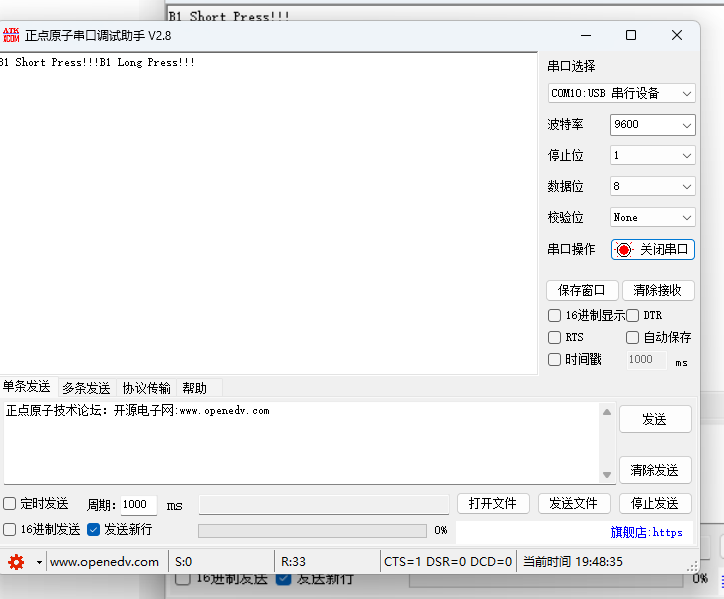 B1 Short Press!!!
ATK
XCOM
正点原子串口调试助手 V2.8
B1 Short Press!!!B1 Long Press!!!
串口选择
COM10:USB 串行设备
波特率 9600
停止位 1
数据位 8
校验位 None
串口操作 关闭串口
保存窗口 清除接收
16进制显示 DTR
RTS 自动保存
时间戳 1000 ms
单条发送 多条发送 协议传输 帮助
正点原子技术论坛：开源电子网:www.openedv.com
发送
清除发送
定时发送 周期: 1000 ms 打开文件 发送文件 停止发送
16进制发送 发送新行 0% 旗舰店:https
www.openedv.com S:0 R:33 CTS=1 DSR=0 DCD=0 当前时间 19:48:35
16进制发送 发送新行 0%